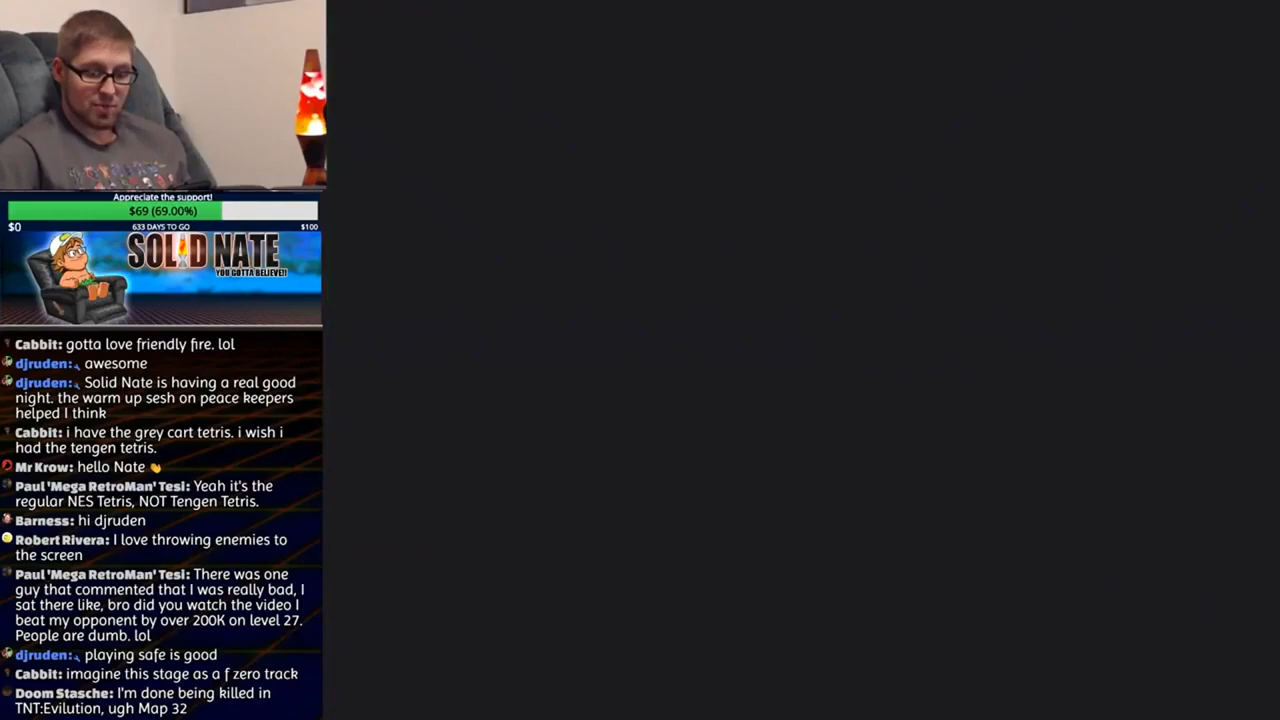 Appreciate the support!
$69 (69.00%)
$0 633 DAYS TO GO $100
SOLID NATE
YOU GOTTA BELIEVE!!
Cabbit: gotta love friendly fire. lol
djruden: awesome
djruden: Solid Nate is having a real good
night. the warm up sesh on peace keepers
helped I think
Cabbit: i have the grey cart tetris. i wish i
had the tengen tetris.
Mr Krow: hello Nate 👋
Paul 'Mega RetroMan' Tesi: Yeah it's the
regular NES Tetris, NOT Tengen Tetris.
Barness: hi djruden
Robert Rivera: I love throwing enemies to
the screen
Paul 'Mega RetroMan' Tesi: There was one
guy that commented that I was really bad, I
sat there like, bro did you watch the video I
beat my opponent by over 200K on level 27.
People are dumb. lol
djruden: playing safe is good
Cabbit: imagine this stage as a f zero track
Doom Stasche: I'm done being killed in
TNT:Evilution, ugh Map 32